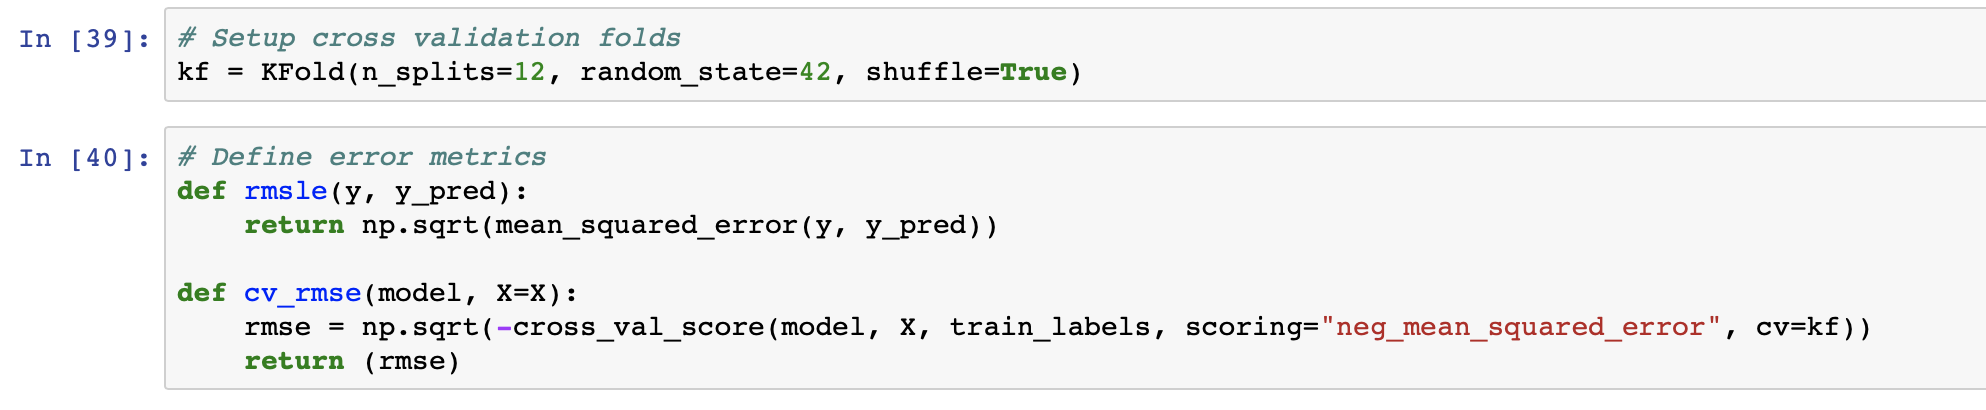 In [39]: # Setup cross validation folds
kf = KFold(n_splits=12, random_state=42, shuffle=True)
In [40]: # Define error metrics
def rmsle(y, y_pred):
    return np.sqrt(mean_squared_error(y, y_pred))

def cv_rmse(model, X=X):
    rmse = np.sqrt(-cross_val_score(model, X, train_labels, scoring="neg_mean_squared_error", cv=kf))
    return (rmse)